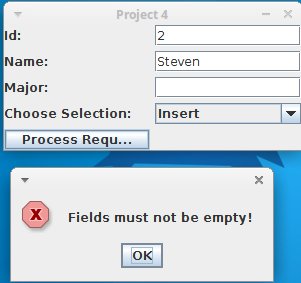 Project 4
Id: 2
Name: Steven
Major:
Choose Selection: Insert
Process Requ...
Fields must not be empty!
OK